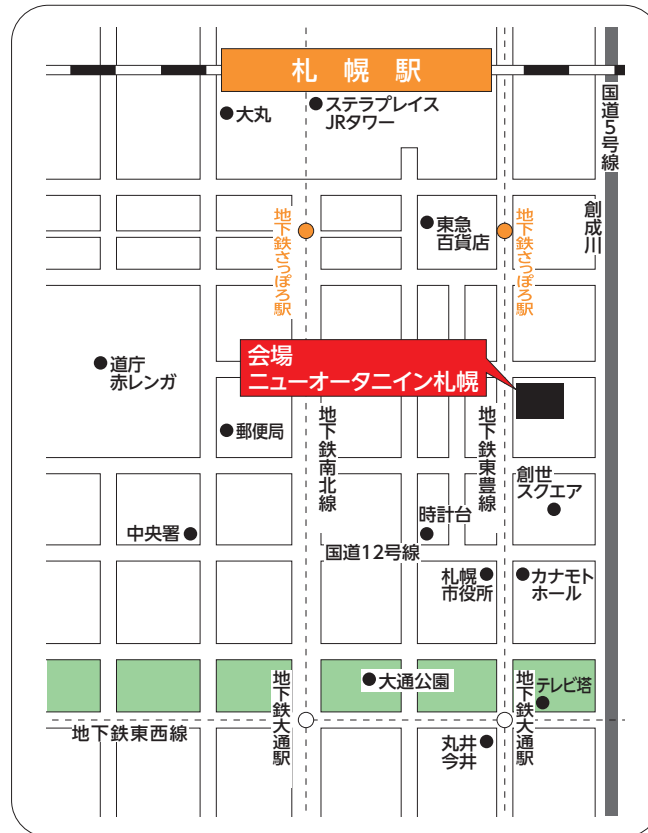 札幌駅
大丸
ステラプレイス
JRタワー
国道5号線
創成川
地下鉄さっぽろ駅
東急
百貨店
地下鉄さっぽろ駅
会場
ニューオータニイン札幌
道庁
赤レンガ
郵便局
地下鉄南北線
地下鉄東豊線
創世
スクエア
時計台
中央署
国道12号線
札幌
市役所
カナモト
ホール
大通公園
テレビ塔
地下鉄大通駅
地下鉄大通駅
地下鉄東西線
丸井
今井